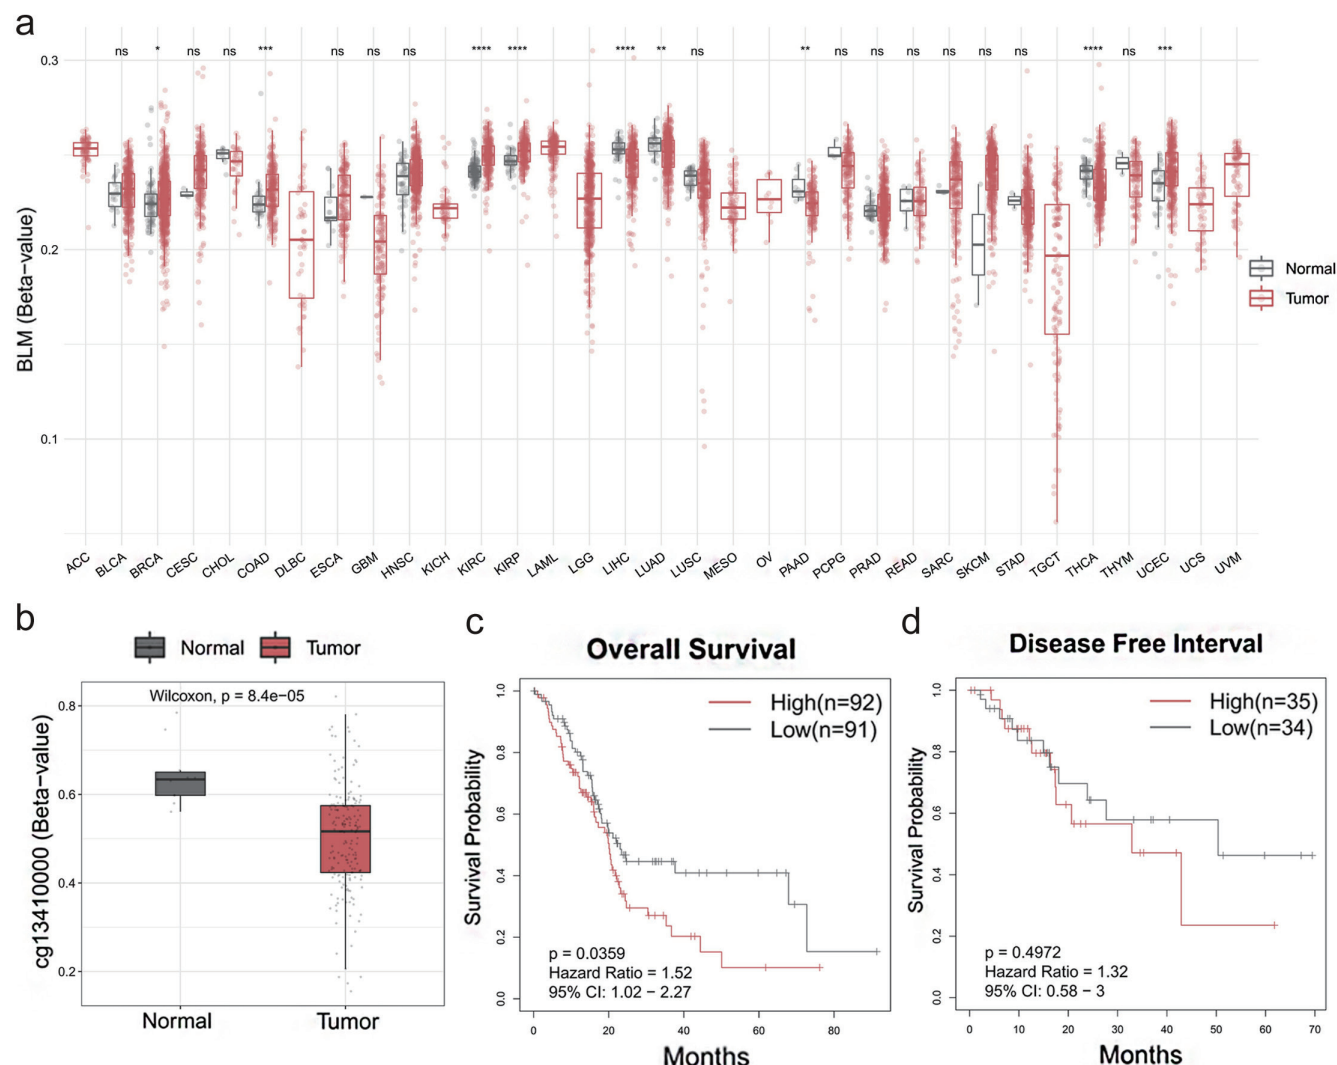 a
ns * ns ns *** ns ns ns **** **** **** ** ns ** ns ns ns ns ns ns **** ns ***
BLM (Beta−value)
0.3
0.2
0.1
Normal
Tumor
ACC BLCA BRCA CESC CHOL COAD DLBC ESCA GBM HNSC KICH KIRC KIRP LAML LGG LIHC LUAD LUSC MESO OV PAAD PCPG PRAD READ SARC SKCM STAD TGCT THCA THYM UCEC UCS UVM
b
Normal Tumor
Wilcoxon, p = 8.4e−05
cg13410000 (Beta−value)
0.8
0.6
0.4
0.2
Normal Tumor
c
Overall Survival
High(n=92)
Low(n=91)
Survival Probability
1.0
0.8
0.6
0.4
0.2
0.0
p = 0.0359
Hazard Ratio = 1.52
95% CI: 1.02 − 2.27
0 20 40 60 80
Months
d
Disease Free Interval
High(n=35)
Low(n=34)
Survival Probability
1.0
0.8
0.6
0.4
0.2
0.0
p = 0.4972
Hazard Ratio = 1.32
95% CI: 0.58 − 3
0 10 20 30 40 50 60 70
Months